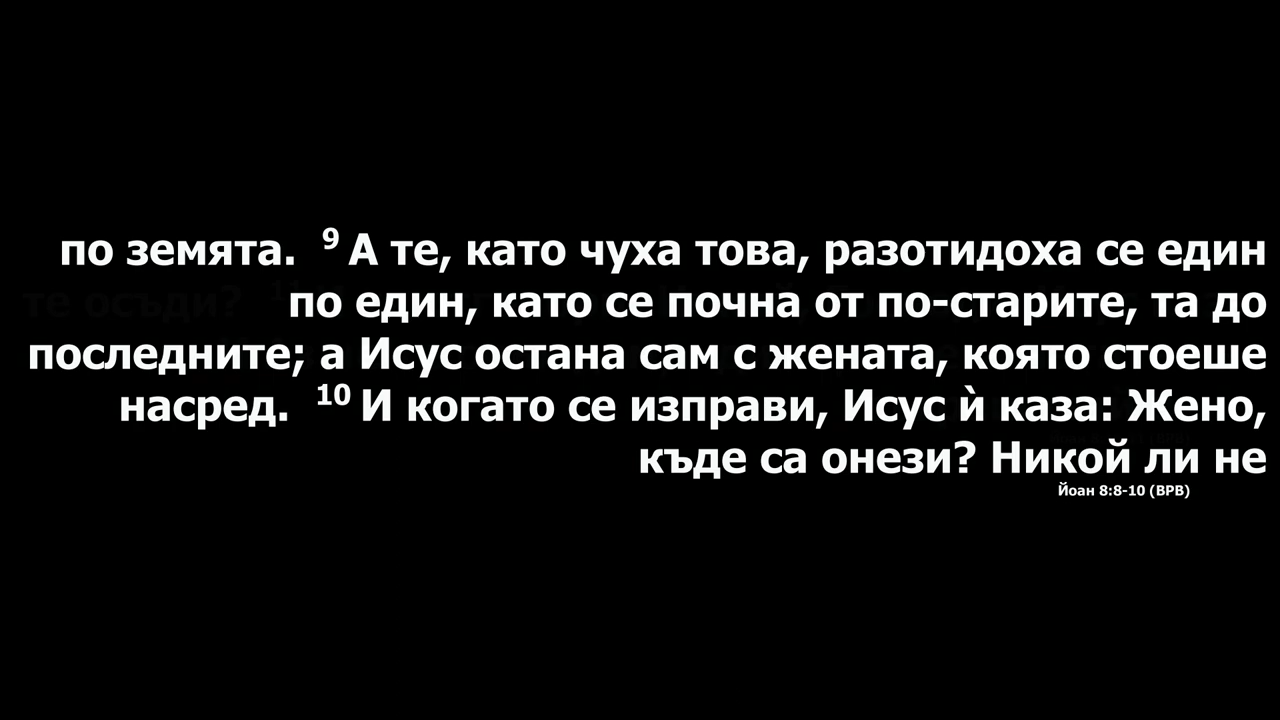 по земята. 9 А те, като чуха това, разотидоха се един
по един, като се почна от по-старите, та до
последните; а Исус остана сам с жената, която стоеше
насред. 10 И когато се изправи, Исус ѝ каза: Жено,
къде са онези? Никой ли не
Йоан 8:8-10 (ВРВ)
те осъди?